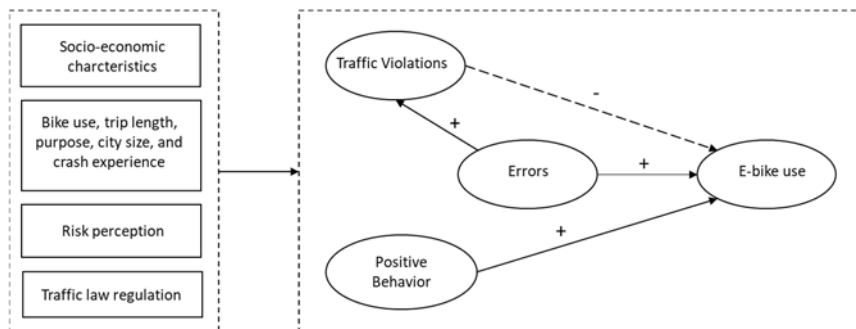 Socio-economic
charcteristics
Bike use, trip length,
purpose, city size, and
crash experience
Risk perception
Traffic law regulation
Traffic Violations
-
+
Errors
+
E-bike use
+
Positive
Behavior